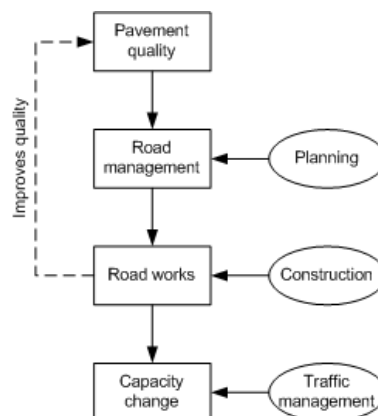 Pavement
quality
Improves quality
Road
management
Planning
Road works
Construction
Capacity
change
Traffic
management